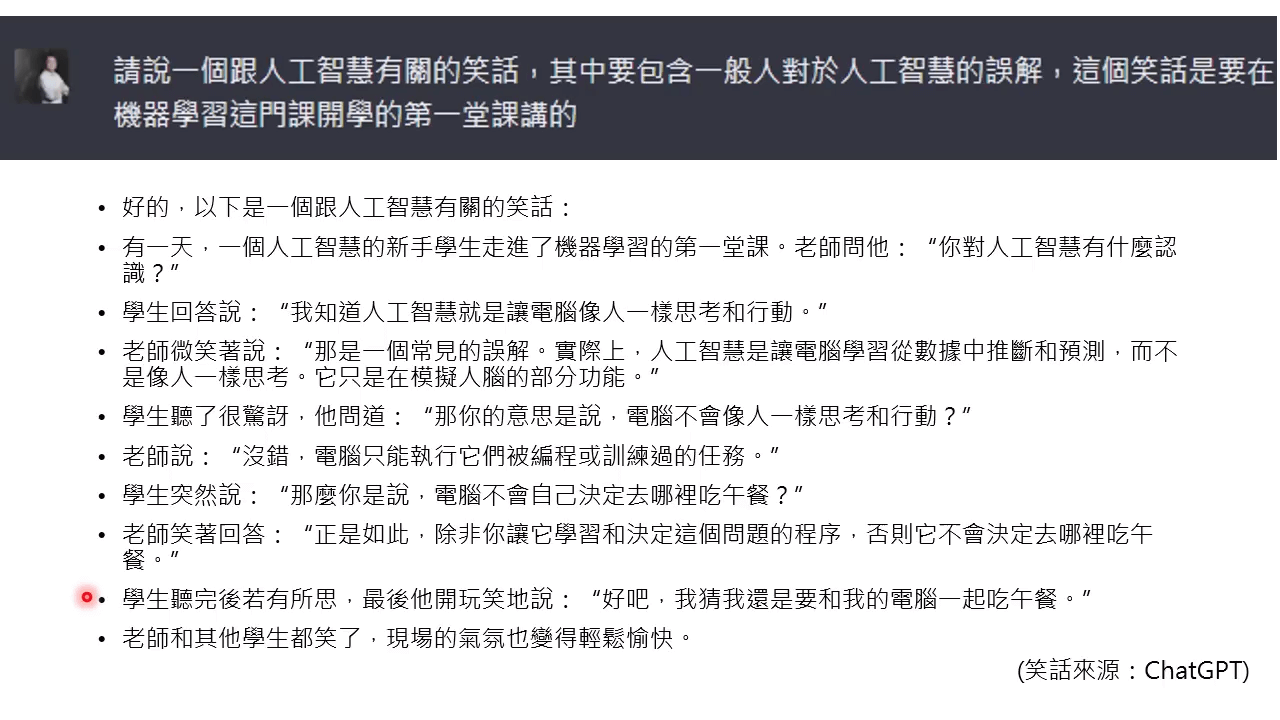 請說一個跟人工智慧有關的笑話，其中要包含一般人對於人工智慧的誤解，這個笑話是要在
機器學習這門課開學的第一堂課講的
• 好的，以下是一個跟人工智慧有關的笑話：
• 有一天，一個人工智慧的新手學生走進了機器學習的第一堂課。老師問他：“你對人工智慧有什麼認
識？”
• 學生回答說：“我知道人工智慧就是讓電腦像人一樣思考和行動。”
• 老師微笑著說：“那是一個常見的誤解。實際上，人工智慧是讓電腦學習從數據中推斷和預測，而不
是像人一樣思考。它只是在模擬人腦的部分功能。”
• 學生聽了很驚訝，他問道：“那你的意思是說，電腦不會像人一樣思考和行動？”
• 老師說：“沒錯，電腦只能執行它們被編程或訓練過的任務。”
• 學生突然說：“那麼你是說，電腦不會自己決定去哪裡吃午餐？”
• 老師笑著回答：“正是如此，除非你讓它學習和決定這個問題的程序，否則它不會決定去哪裡吃午
餐。”
• 學生聽完後若有所思，最後他開玩笑地說：“好吧，我猜我還是要和我的電腦一起吃午餐。”
• 老師和其他學生都笑了，現場的氣氛也變得輕鬆愉快。
(笑話來源：ChatGPT)